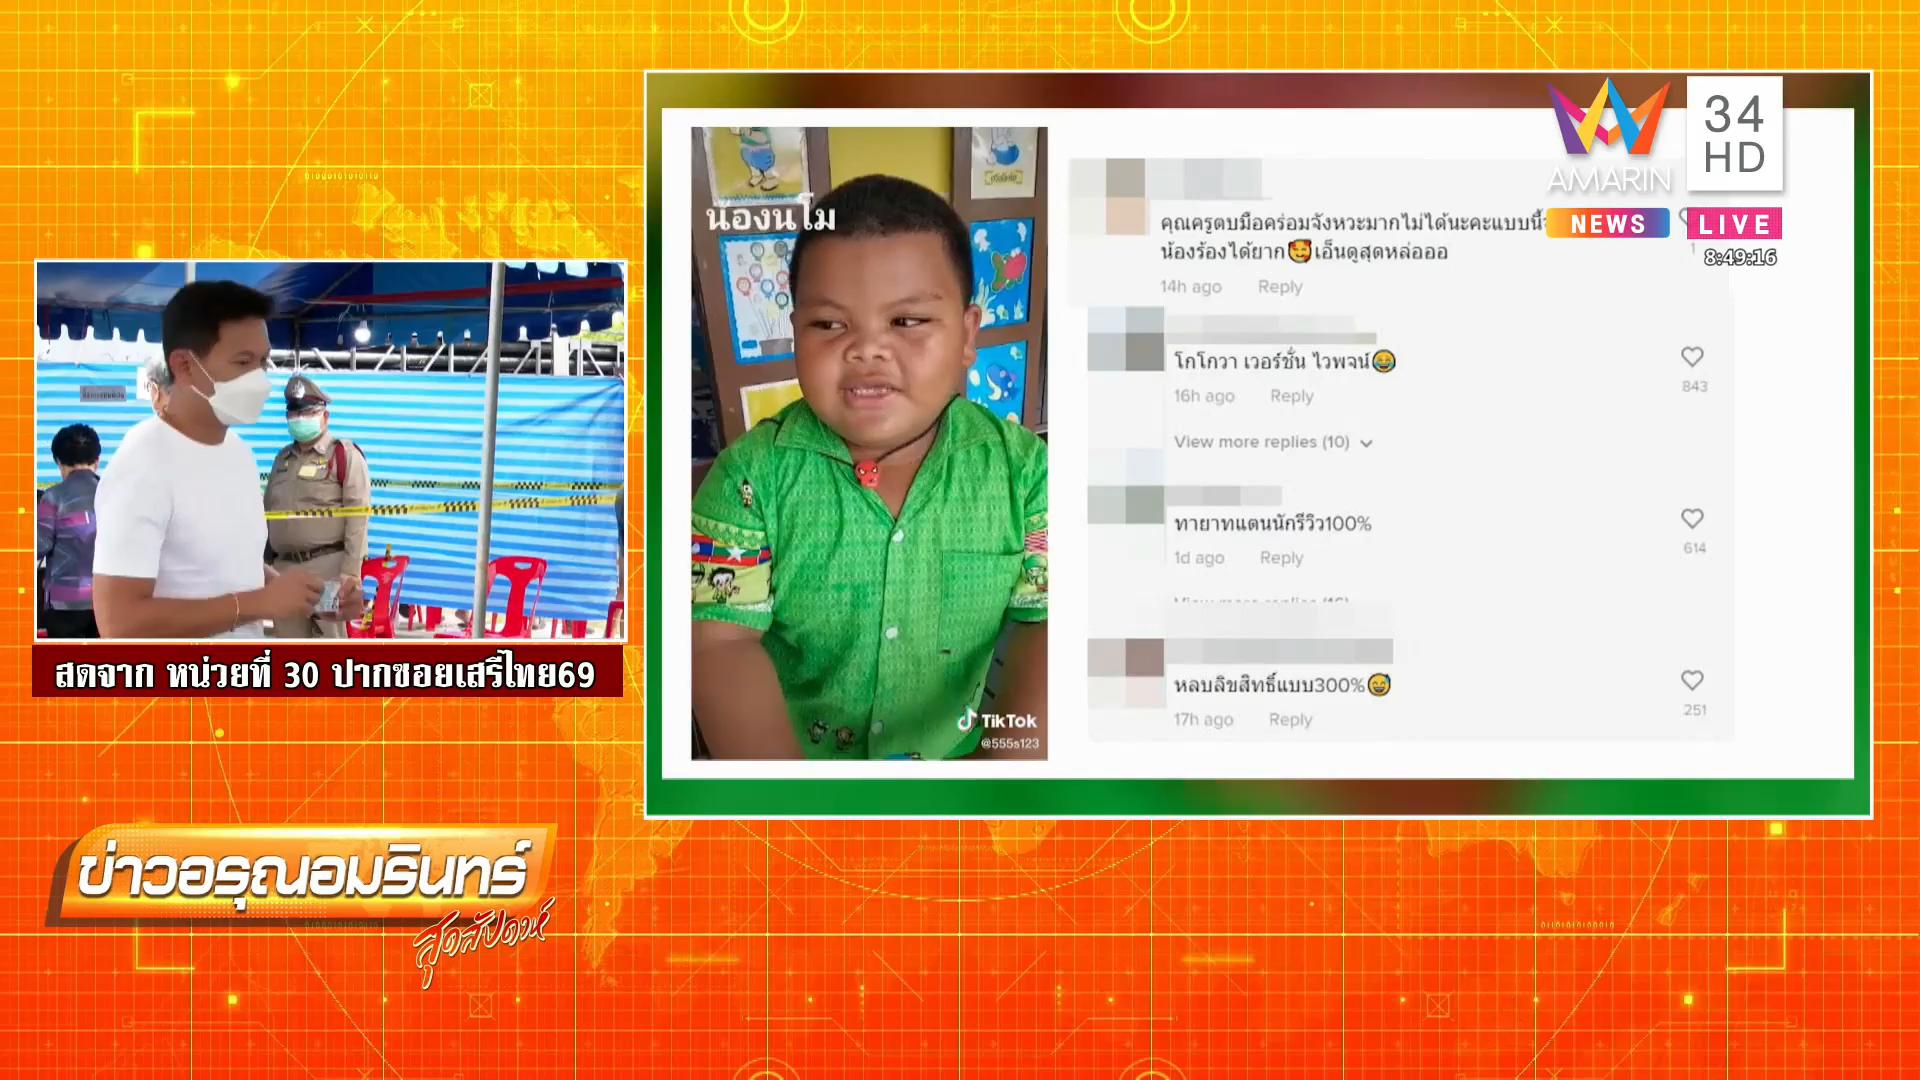 AMARIN
34
HD
NEWS
LIVE
8:49:16
น้องนโม
TikTok
@555s123
คุณครูตบมือคร่อมจังหวะมากไม่ได้นะคะแบบนี้
น้องร้องได้ยาก🥰เอ็นดูสุดหล่อออ
14h ago Reply
1
โกโกวา เวอร์ชั่น ไวพจน์😂
16h ago Reply
843
View more replies (10)
ทายาทแตนนักรีวิว100%
1d ago Reply
614
หลบลิขสิทธิ์แบบ300%😅
17h ago Reply
251
สดจาก หน่วยที่ 30 ปากซอยเสรีไทย69
ข่าวอรุณอมรินทร์
สุดสัปดาห์